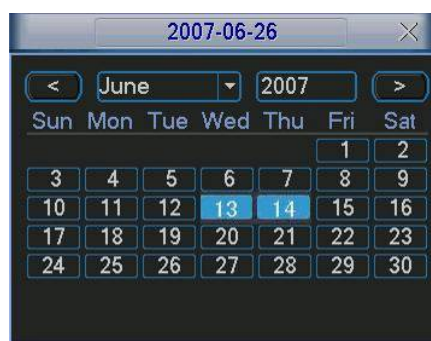 2007-06-26
< June 2007 >
Sun Mon Tue Wed Thu Fri Sat
1 2
3 4 5 6 7 8 9
10 11 12 13 14 15 16
17 18 19 20 21 22 23
24 25 26 27 28 29 30